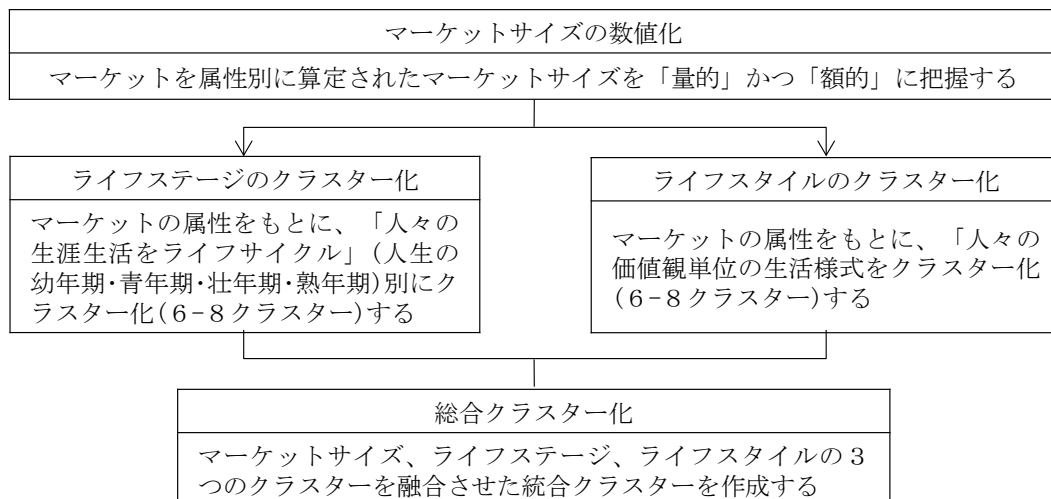 マーケットサイズの数値化
マーケットを属性別に算定されたマーケットサイズを「量的」かつ「額的」に把握する
ライフステージのクラスター化
マーケットの属性をもとに、「人々の
生涯生活をライフサイクル」(人生の
幼年期･青年期･壮年期･熟年期)別にク
ラスター化(6-8クラスター)する
ライフスタイルのクラスター化
マーケットの属性をもとに、「人々の
価値観単位の生活様式をクラスター化
(6-8クラスター)する
総合クラスター化
マーケットサイズ、ライフステージ、ライフスタイルの3
つのクラスターを融合させた統合クラスターを作成する